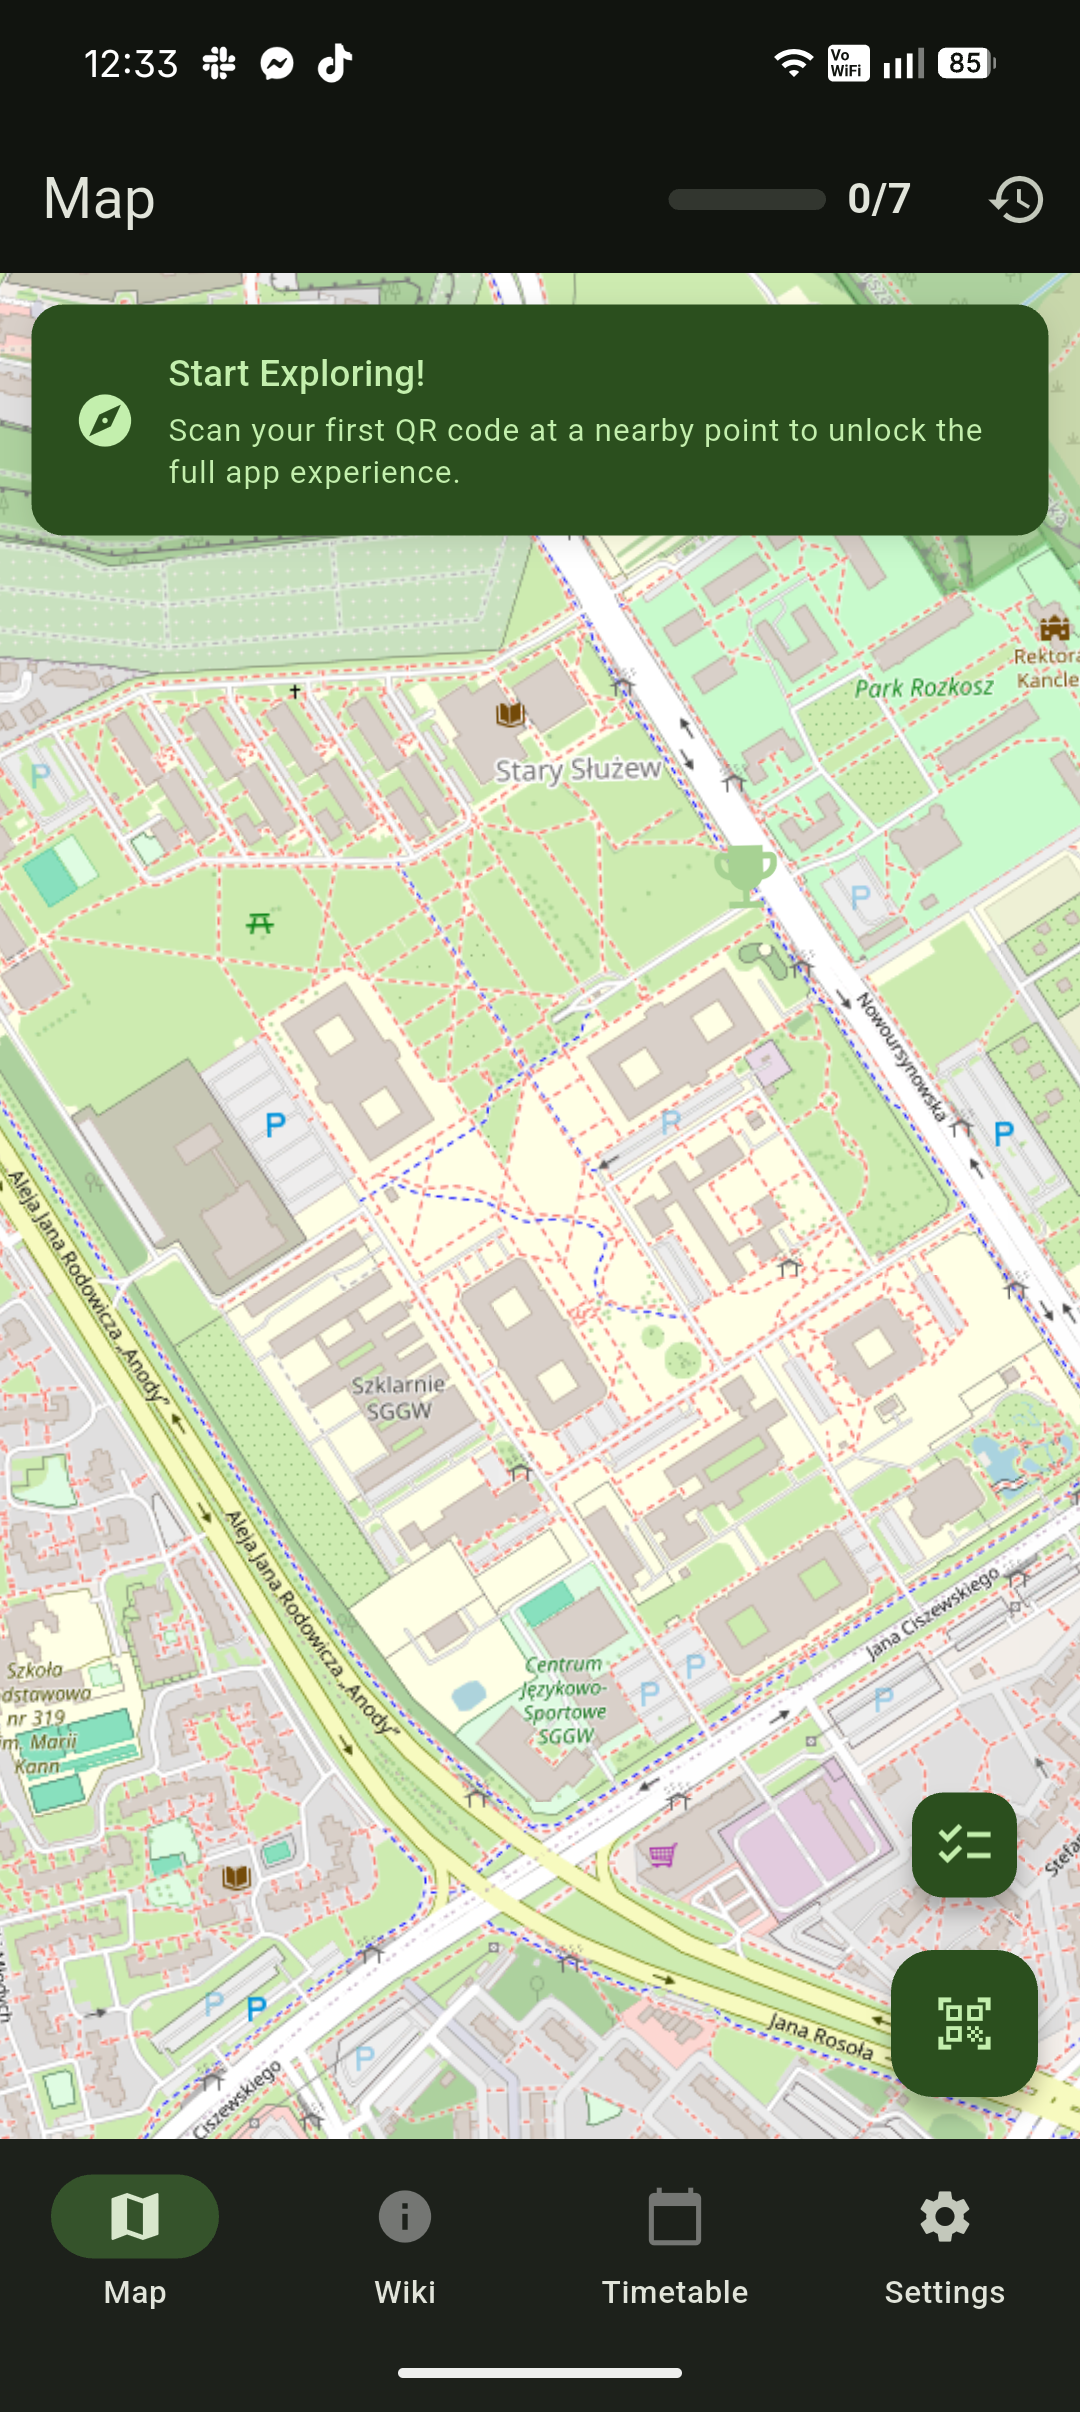 12:33
Vo
WiFi
85
Map
0/7
Start Exploring!
Scan your first QR code at a nearby point to unlock the
full app experience.
Rektora
Kancle
Park Rozkosz
Stary Służew
P
P
P
P
P
P
Nowoursynowska
Aleja Jana Rodowicza „Anody”
Szklarnie
SGGW
Aleja Jana Rodowicza „Anody”
Jana Ciszewskiego
Szkoła
dstawowa
nr 319
im. Marii
Kann
Centrum
Językowo-
Sportowe
SGGW
P
P
P
Stefa
P
P
P
Jana Rosoła
Ciszewskiego
Map
Wiki
Timetable
Settings